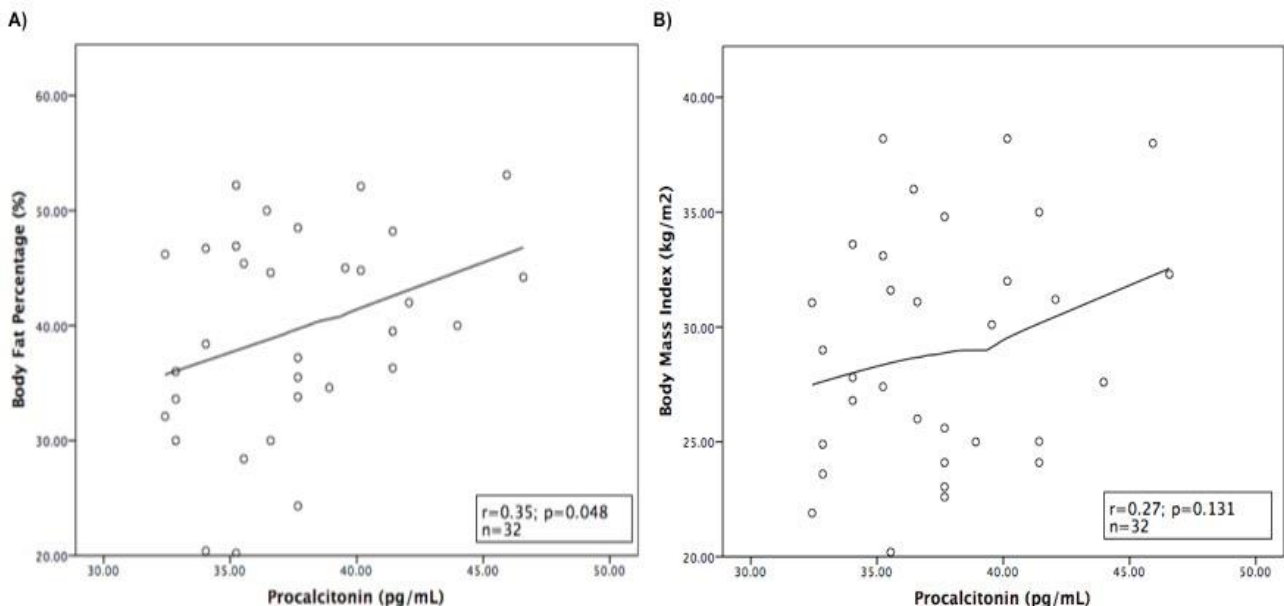 A)
60.00
50.00
40.00
30.00
20.00
Body Fat Percentage (%)
r=0.35; p=0.048
n=32
30.00 35.00 40.00 45.00 50.00
Procalcitonin (pg/mL)
B)
40.00
35.00
30.00
25.00
20.00
Body Mass Index (kg/m2)
r=0.27; p=0.131
n=32
30.00 35.00 40.00 45.00 50.00
Procalcitonin (pg/mL)